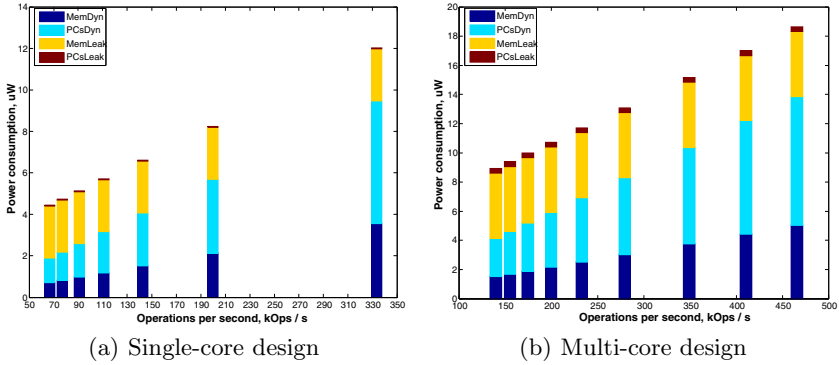 14
12
10
8
6
4
2
0
Power consumption, uW
MemDyn
PCsDyn
MemLeak
PCsLeak
50 70 90 110 130 150 170 190 210 230 250 270 290 310 330 350
Operations per second, kOps / s
(a) Single-core design
20
18
16
14
12
10
8
6
4
2
0
Power consumption, uW
MemDyn
PCsDyn
MemLeak
PCsLeak
100 150 200 250 300 350 400 450 500
Operations per second, kOps / s
(b) Multi-core design